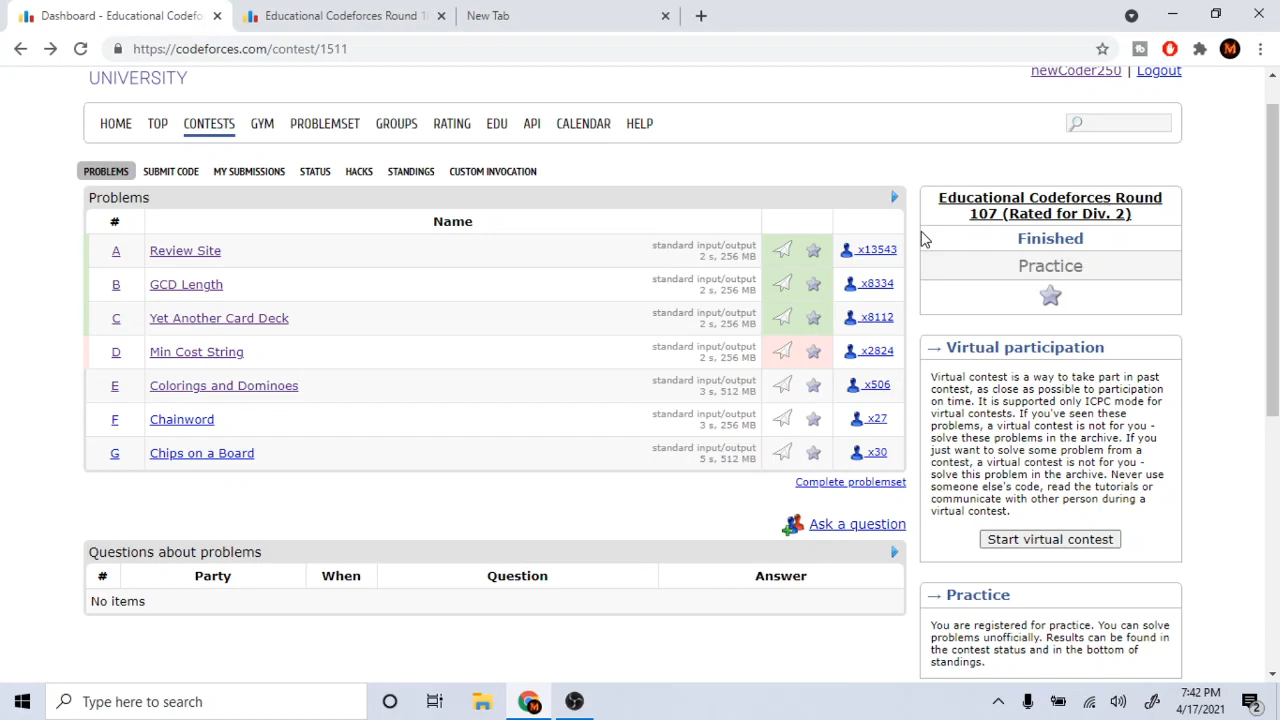 Dashboard - Educational Codefo
Educational Codeforces Round 1
New Tab
https://codeforces.com/contest/1511
M
UNIVERSITY
newCoder250 | Logout
HOME TOP CONTESTS GYM PROBLEMSET GROUPS RATING EDU API CALENDAR HELP
PROBLEMS SUBMIT CODE MY SUBMISSIONS STATUS HACKS STANDINGS CUSTOM INVOCATION
Problems
# Name
A Review Site standard input/output x13543
2 s, 256 MB
B GCD Length standard input/output x8334
2 s, 256 MB
C Yet Another Card Deck standard input/output x8112
2 s, 256 MB
D Min Cost String standard input/output x2824
2 s, 256 MB
E Colorings and Dominoes standard input/output x506
3 s, 512 MB
F Chainword standard input/output x27
3 s, 256 MB
G Chips on a Board standard input/output x30
5 s, 512 MB
Complete problemset
Ask a question
Questions about problems
# Party When Question Answer
No items
Educational Codeforces Round
107 (Rated for Div. 2)
Finished
Practice
→ Virtual participation
Virtual contest is a way to take part in past
contest, as close as possible to participation
on time. It is supported only ICPC mode for
virtual contests. If you've seen these
problems, a virtual contest is not for you -
solve these problems in the archive. If you
just want to solve some problem from a
contest, a virtual contest is not for you -
solve this problem in the archive. Never use
someone else's code, read the tutorials or
communicate with other person during a
virtual contest.
Start virtual contest
→ Practice
You are registered for practice. You can solve
problems unofficially. Results can be found in
the contest status and in the bottom of
standings.
Type here to search
M
7:42 PM
4/17/2021
2